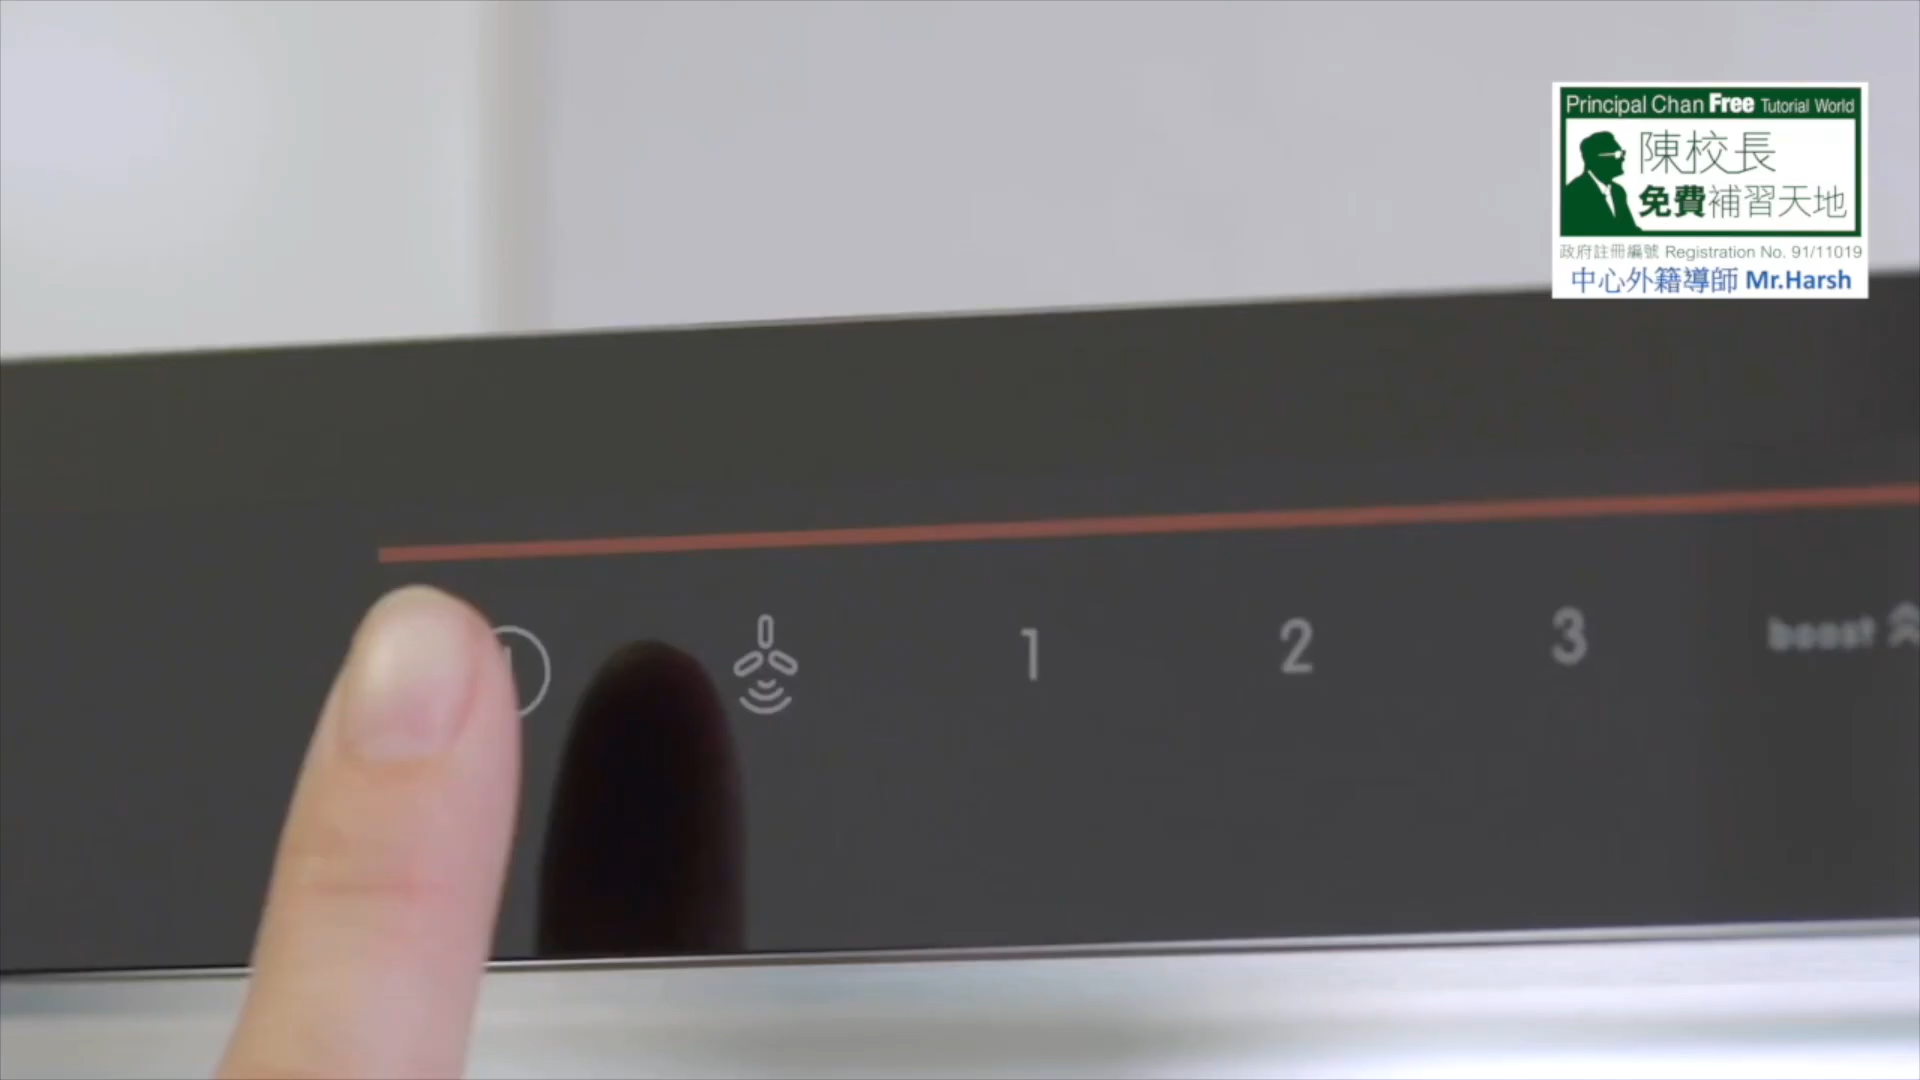 Principal Chan Free Tutorial World
陳校長
免費補習天地
政府註冊編號 Registration No. 91/11019
中心外籍導師 Mr.Harsh
1 2 3 boost